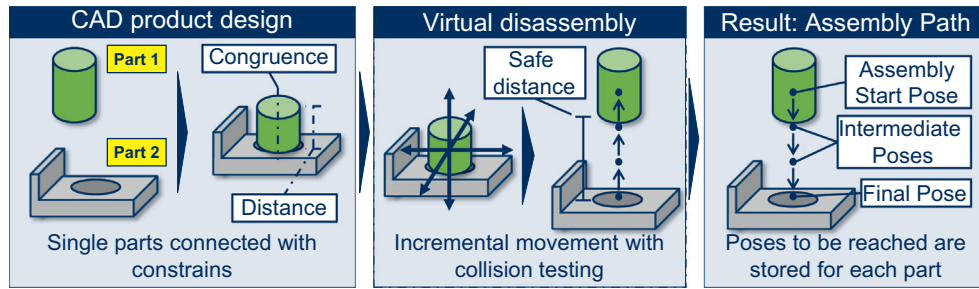 CAD product design
Part 1
Congruence
Part 2
Distance
Single parts connected with
constrains
Virtual disassembly
Safe
distance
Incremental movement with
collision testing
Result: Assembly Path
Assembly
Start Pose
Intermediate
Poses
Final Pose
Poses to be reached are
stored for each part